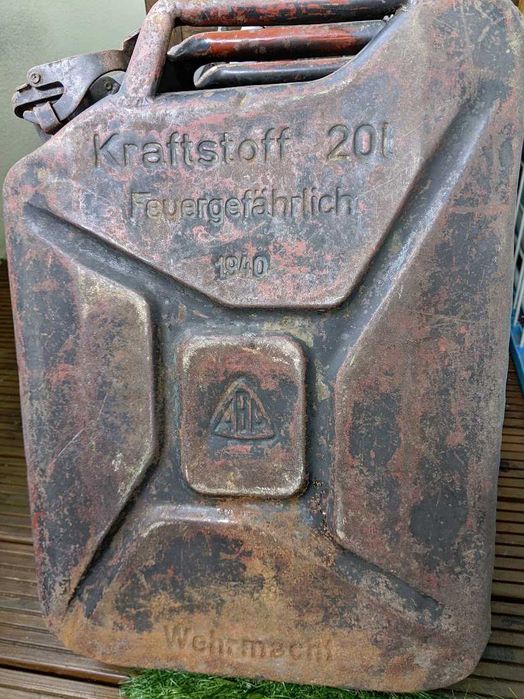 Kraftstoff 20l
Feuergefährlich
1940
Wehrmacht